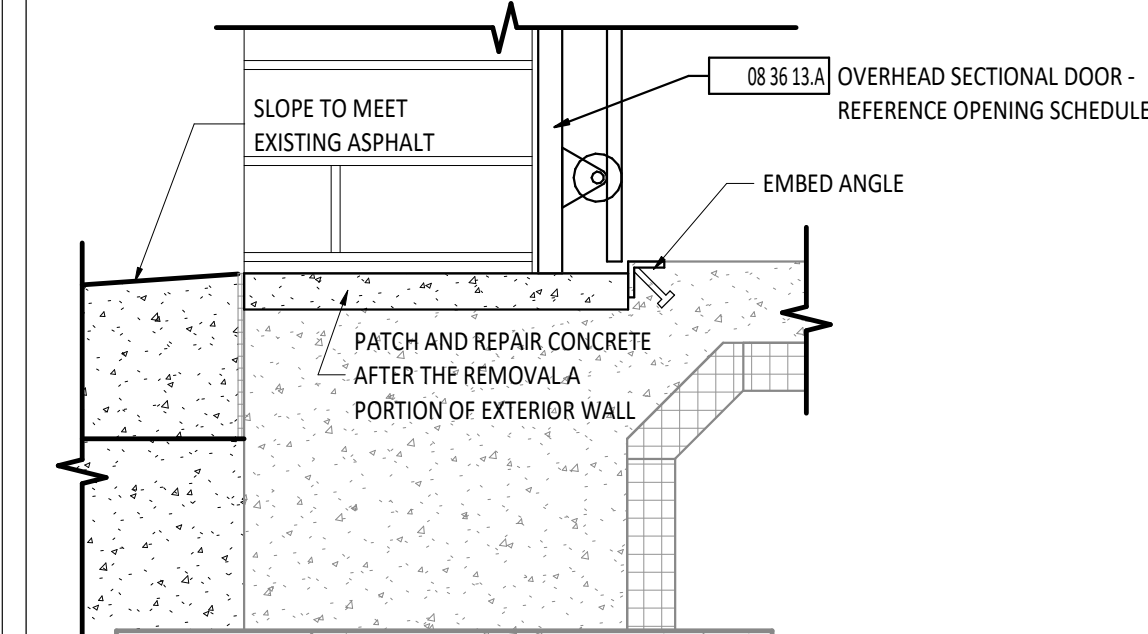 SLOPE TO MEET
EXISTING ASPHALT
08 36 13.A OVERHEAD SECTIONAL DOOR -
REFERENCE OPENING SCHEDULE
EMBED ANGLE
PATCH AND REPAIR CONCRETE
AFTER THE REMOVAL A
PORTION OF EXTERIOR WALL